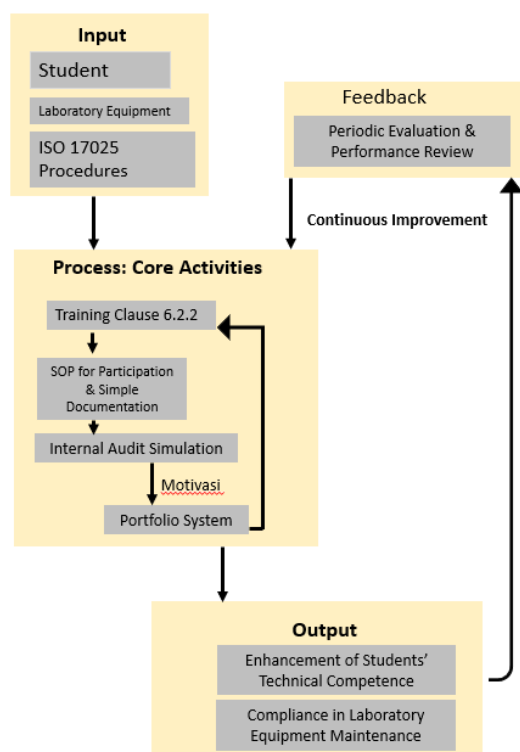 Input
Student
Laboratory Equipment
ISO 17025
Procedures
Feedback
Periodic Evaluation &
Performance Review
Continuous Improvement
Process: Core Activities
Training Clause 6.2.2
SOP for Participation
& Simple
Documentation
Internal Audit Simulation
Motivasi
Portfolio System
Output
Enhancement of Students’
Technical Competence
Compliance in Laboratory
Equipment Maintenance